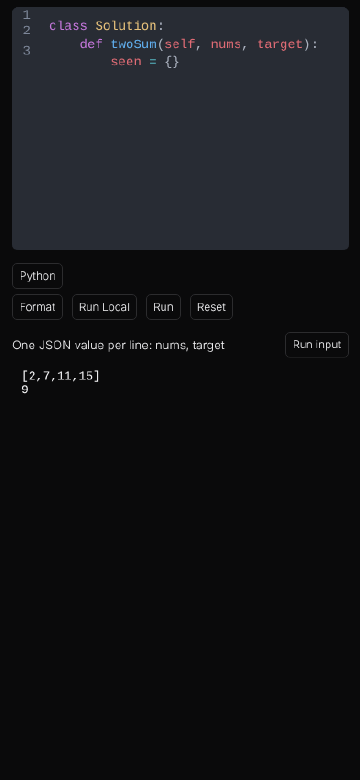 1 class Solution:
2     def twoSum(self, nums, target):
3         seen = {}
Python
Format Run Local Run Reset
One JSON value per line: nums, target Run input
[2,7,11,15]
9